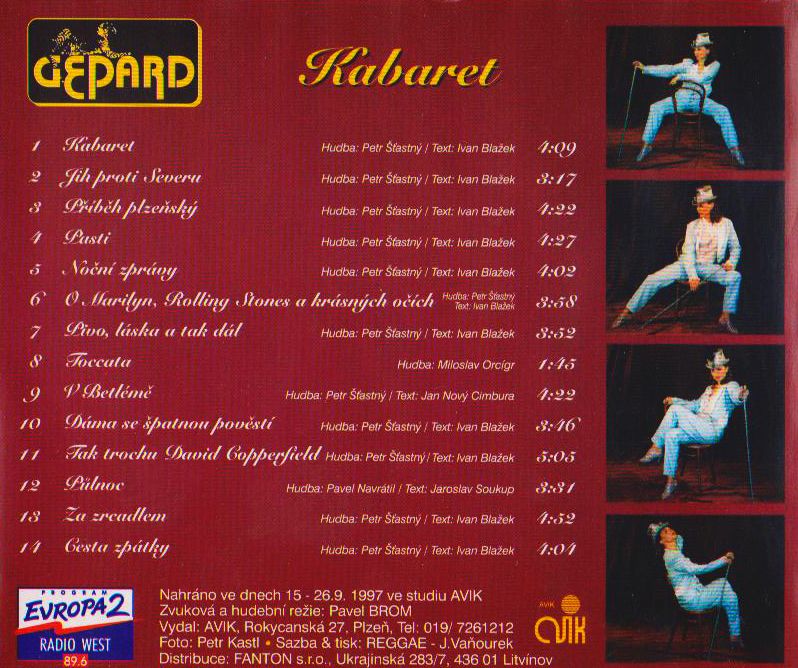 GEPARD
Kabaret
1 Kabaret Hudba: Petr Šťastný / Text: Ivan Blažek 4:09
2 Jih proti Severu Hudba: Petr Šťastný / Text: Ivan Blažek 3:17
3 Příběh plzeňský Hudba: Petr Šťastný / Text: Ivan Blažek 4:22
4 Pasti Hudba: Petr Šťastný / Text: Ivan Blažek 4:27
5 Noční zprávy Hudba: Petr Šťastný / Text: Ivan Blažek 4:02
6 O Marilyn, Rolling Stones a krásných očích Hudba: Petr Šťastný Text: Ivan Blažek 3:58
7 Pivo, láska a tak dál Hudba: Petr Šťastný / Text: Ivan Blažek 3:52
8 Toccata Hudba: Miloslav Orcígr 1:45
9 V Betlémě Hudba: Petr Šťastný / Text: Jan Nový Cimbura 4:22
10 Dáma se špatnou pověstí Hudba: Petr Šťastný / Text: Ivan Blažek 3:46
11 Tak trochu David Copperfield Hudba: Petr Šťastný / Text: Ivan Blažek 5:05
12 Půlnoc Hudba: Pavel Navrátil / Text: Jaroslav Soukup 3:31
13 Za zrcadlem Hudba: Petr Šťastný / Text: Ivan Blažek 4:52
14 Cesta zpátky Hudba: Petr Šťastný / Text: Ivan Blažek 4:04
PROGRAM
EVROPA 2
RADIO WEST
89.6
Nahráno ve dnech 15 - 26.9. 1997 ve studiu AVIK
Zvuková a hudební režie: Pavel BROM
Vydal: AVIK, Rokycanská 27, Plzeň, Tel: 019/ 7261212
Foto: Petr Kastl • Sazba & tisk: REGGAE - J.Vaňourek
Distribuce: FANTON s.r.o., Ukrajinská 283/7, 436 01 Litvínov
AVIK
AVIK